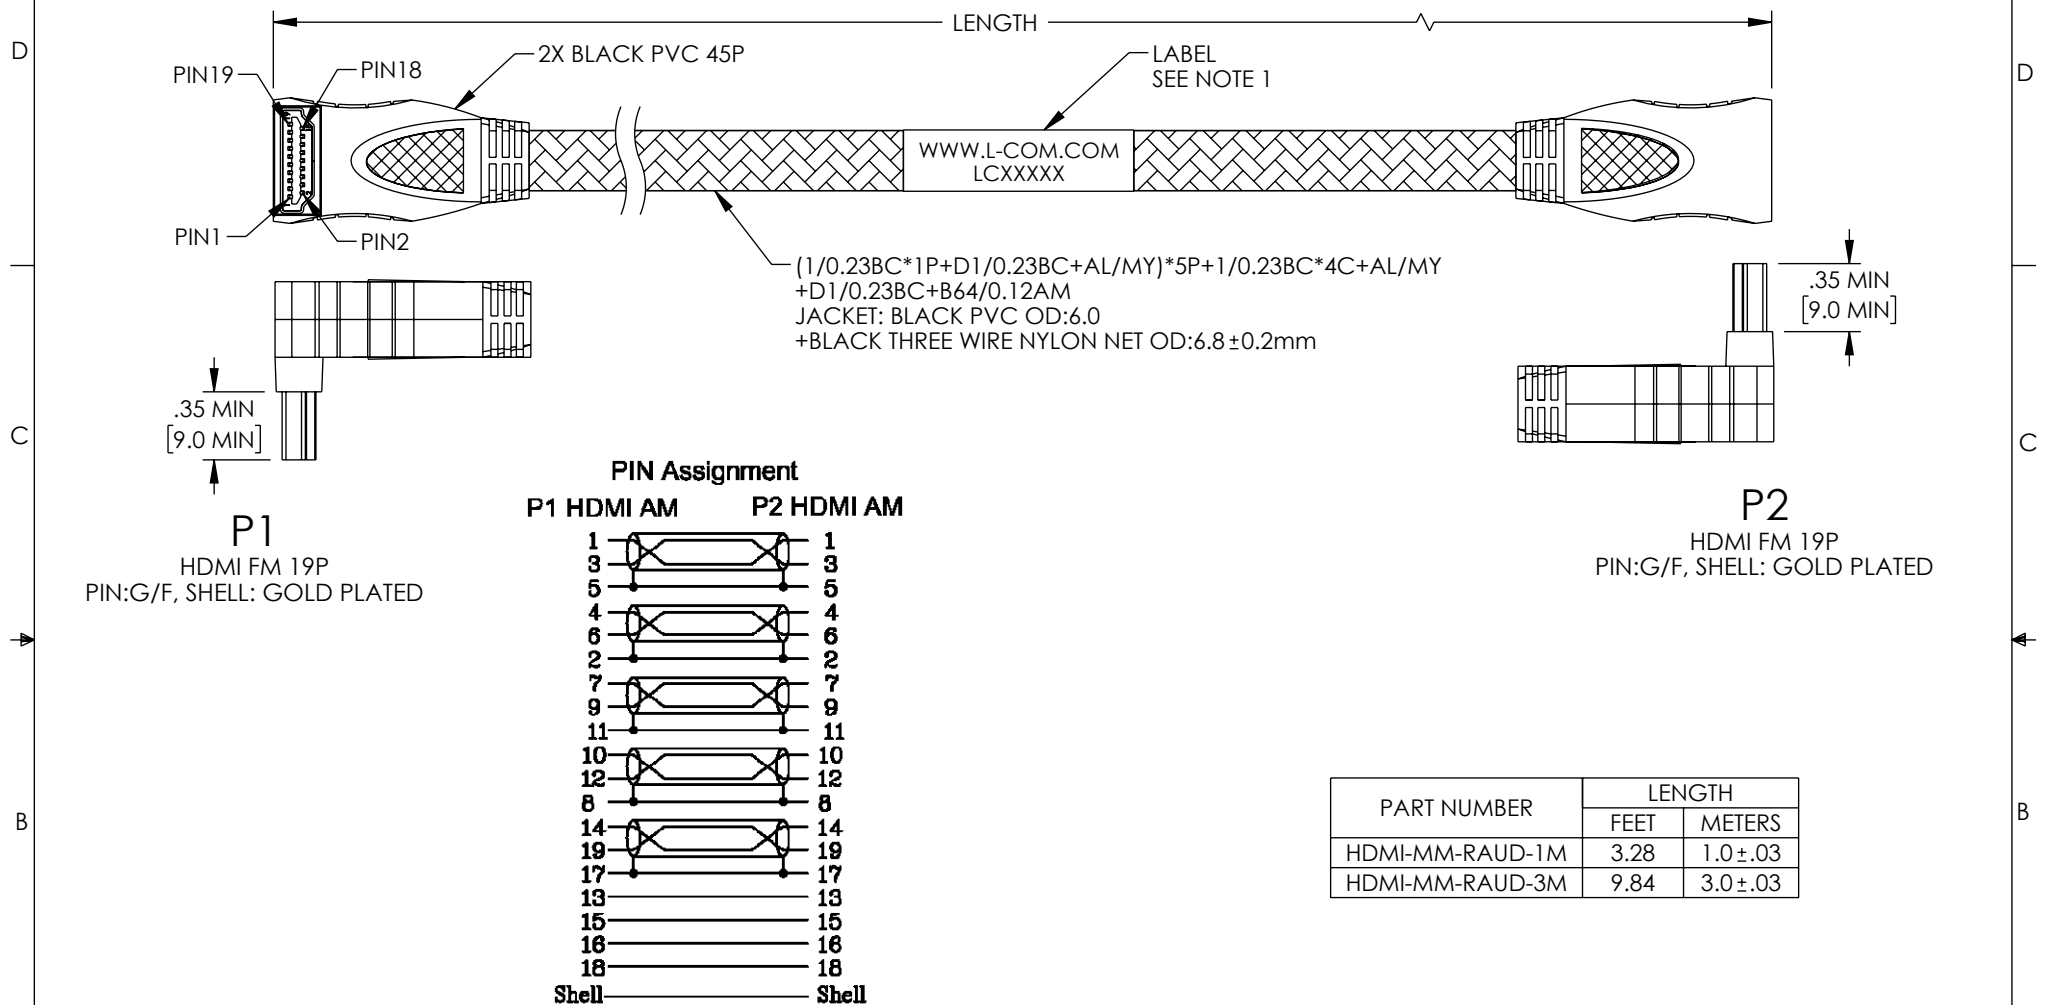 LENGTH
D
D
2X BLACK PVC 45P
LABEL
SEE NOTE 1
PIN19
PIN18
WWW.L-COM.COM
LCXXXXX
PIN1
PIN2
(1/0.23BC*1P+D1/0.23BC+AL/MY)*5P+1/0.23BC*4C+AL/MY
+D1/0.23BC+B64/0.12AM
JACKET: BLACK PVC OD:6.0
+BLACK THREE WIRE NYLON NET OD:6.8±0.2mm
.35 MIN
[9.0 MIN]
.35 MIN
[9.0 MIN]
C
C
P1
HDMI FM 19P
PIN:G/F, SHELL: GOLD PLATED
P2
HDMI FM 19P
PIN:G/F, SHELL: GOLD PLATED
PIN Assignment
P1 HDMI AM P2 HDMI AM
1 1
3 3
5 5
4 4
6 6
2 2
7 7
9 9
11 11
10 10
12 12
8 8
14 14
19 19
17 17
13 13
15 15
16 16
18 18
Shell Shell
B
B
PART NUMBER LENGTH
FEET METERS
HDMI-MM-RAUD-1M 3.28 1.0±.03
HDMI-MM-RAUD-3M 9.84 3.0±.03